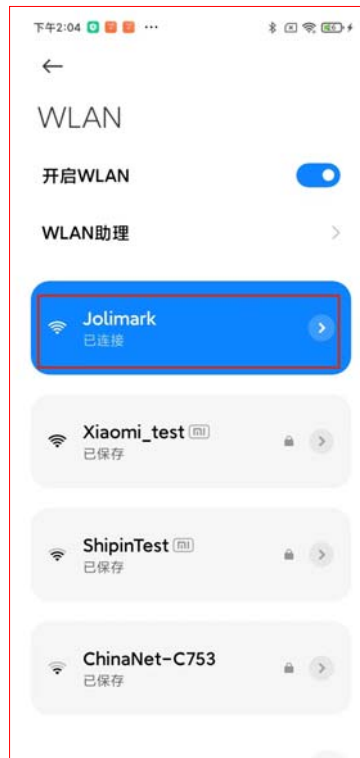 下午2:04 ...
WLAN
开启WLAN
WLAN助理
Jolimark
已连接
Xiaomi_test
已保存
ShipinTest
已保存
ChinaNet-C753
已保存